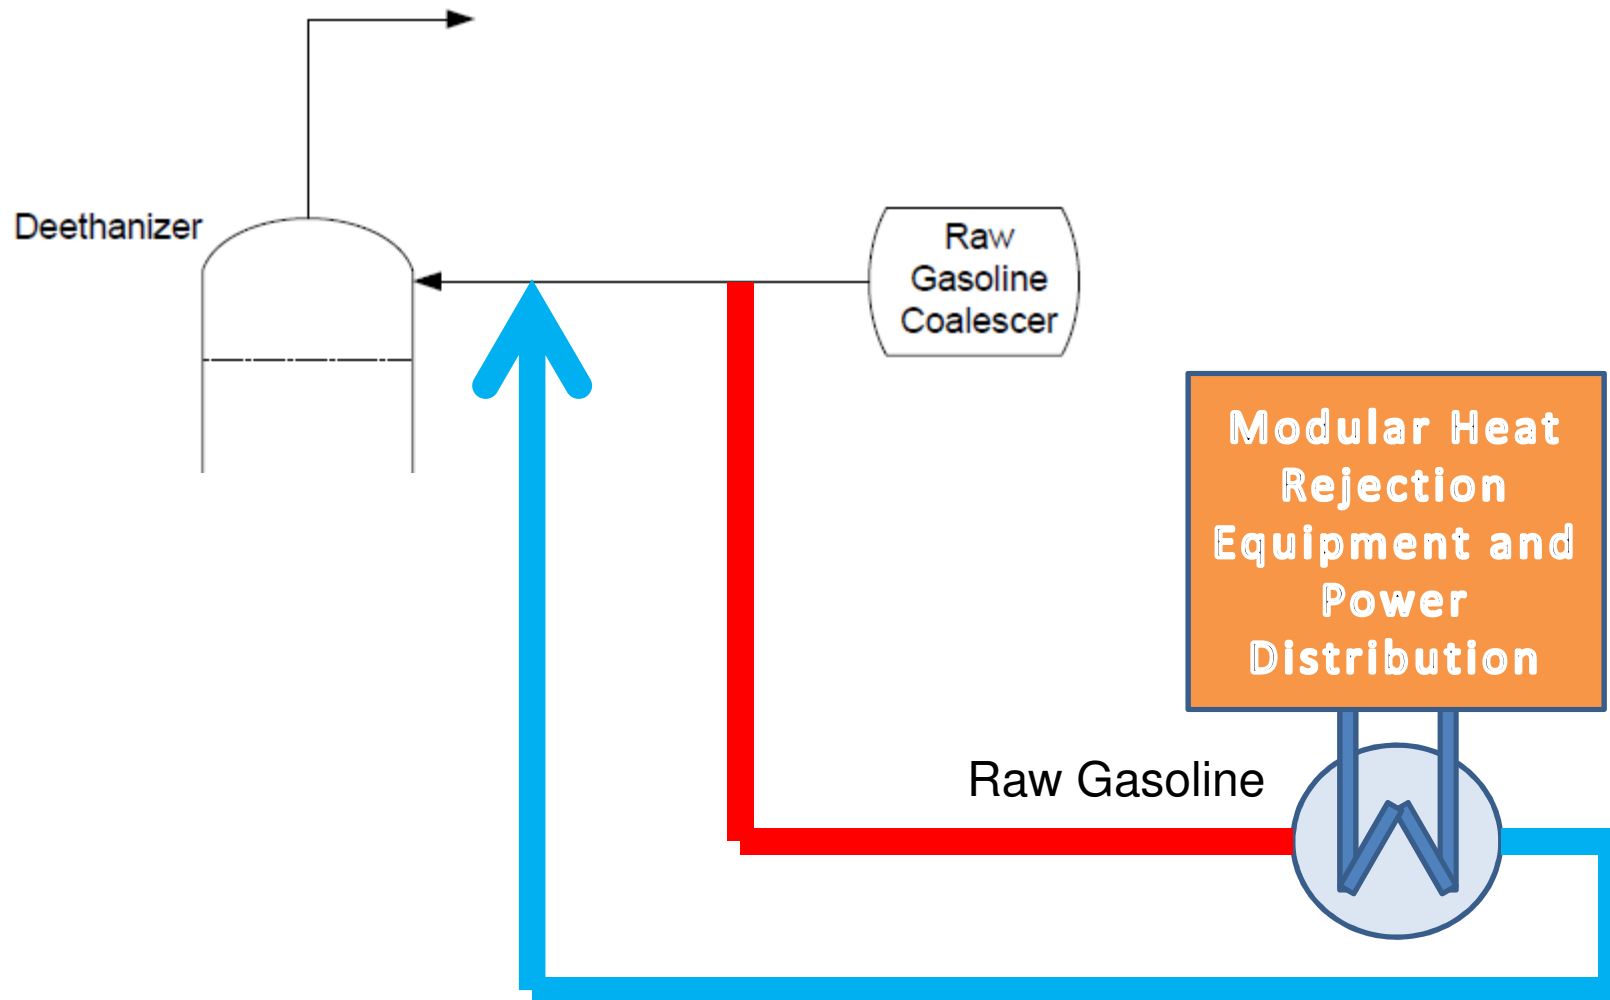 Deethanizer
Raw
Gasoline
Coalescer
Modular Heat
Rejection
Equipment and
Power
Distribution
Raw Gasoline